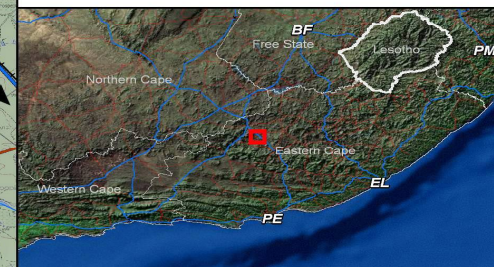 BF
Free State
Lesotho
PM
Northern Cape
Eastern Cape
Western Cape
EL
PE